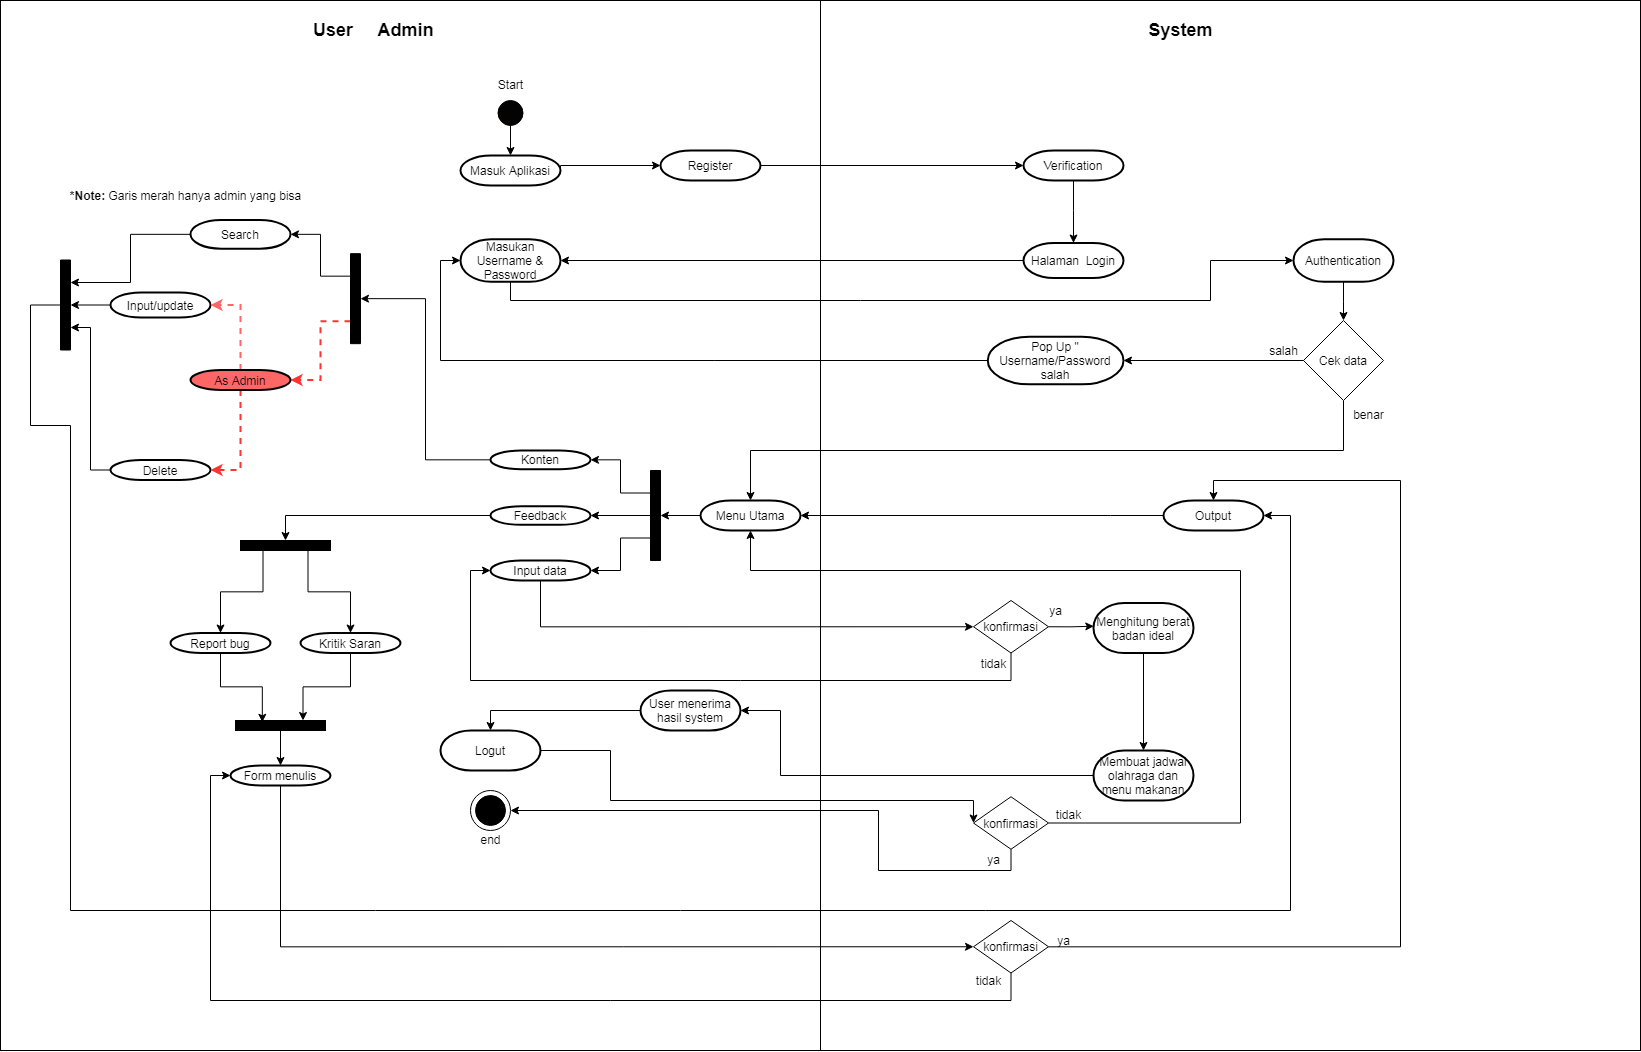 User Admin
System
Start
Masuk Aplikasi
Register
Verification
*Note: Garis merah hanya admin yang bisa
Search
Masukan
Username &
Password
Halaman Login
Authentication
Input/update
Pop Up "
Username/Password
salah
salah
Cek data
As Admin
benar
Konten
Delete
Feedback
Menu Utama
Output
Input data
konfirmasi
ya
Menghitung berat
badan ideal
tidak
Report bug
Kritik Saran
User menerima
hasil system
Logut
Form menulis
Membuat jadwal
olahraga dan
menu makanan
konfirmasi
tidak
end
ya
konfirmasi
ya
tidak